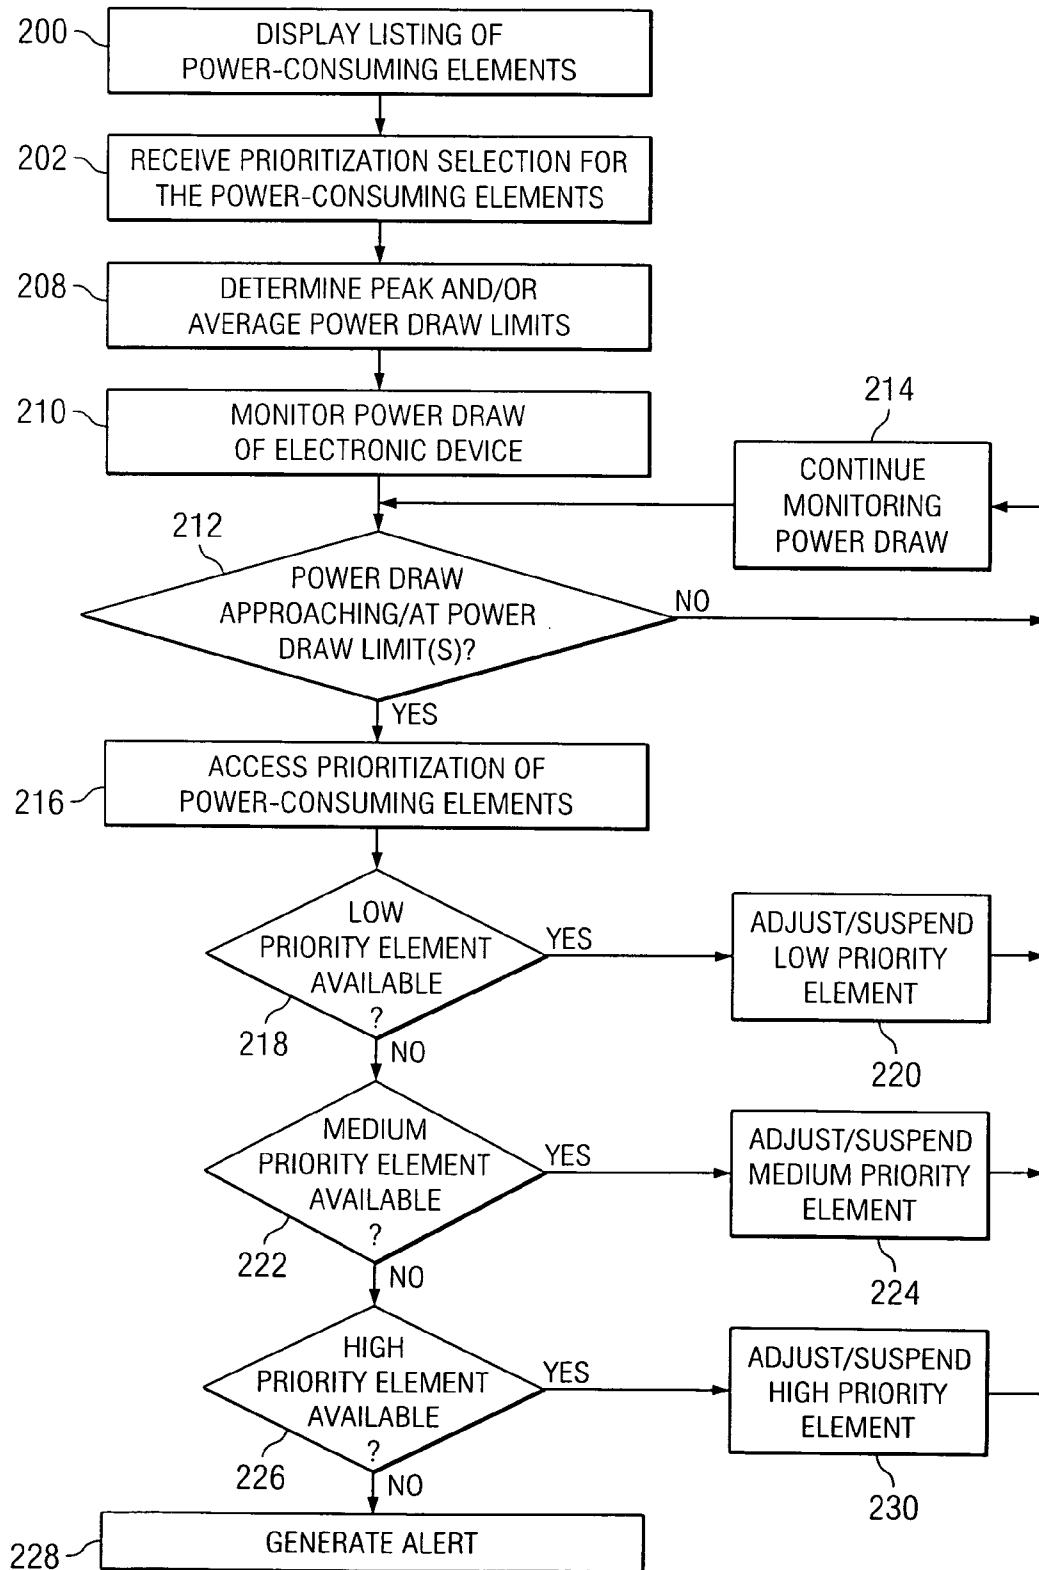 200
DISPLAY LISTING OF
POWER-CONSUMING ELEMENTS
202
RECEIVE PRIORITIZATION SELECTION FOR
THE POWER-CONSUMING ELEMENTS
208
DETERMINE PEAK AND/OR
AVERAGE POWER DRAW LIMITS
210
MONITOR POWER DRAW
OF ELECTRONIC DEVICE
214
CONTINUE
MONITORING
POWER DRAW
212
POWER DRAW
APPROACHING/AT POWER
DRAW LIMIT(S)?
NO
YES
216
ACCESS PRIORITIZATION OF
POWER-CONSUMING ELEMENTS
LOW
PRIORITY ELEMENT
AVAILABLE
?
218
YES
NO
ADJUST/SUSPEND
LOW PRIORITY
ELEMENT
220
MEDIUM
PRIORITY ELEMENT
AVAILABLE
?
222
YES
NO
ADJUST/SUSPEND
MEDIUM PRIORITY
ELEMENT
224
HIGH
PRIORITY ELEMENT
AVAILABLE
?
226
YES
NO
ADJUST/SUSPEND
HIGH PRIORITY
ELEMENT
230
228
GENERATE ALERT